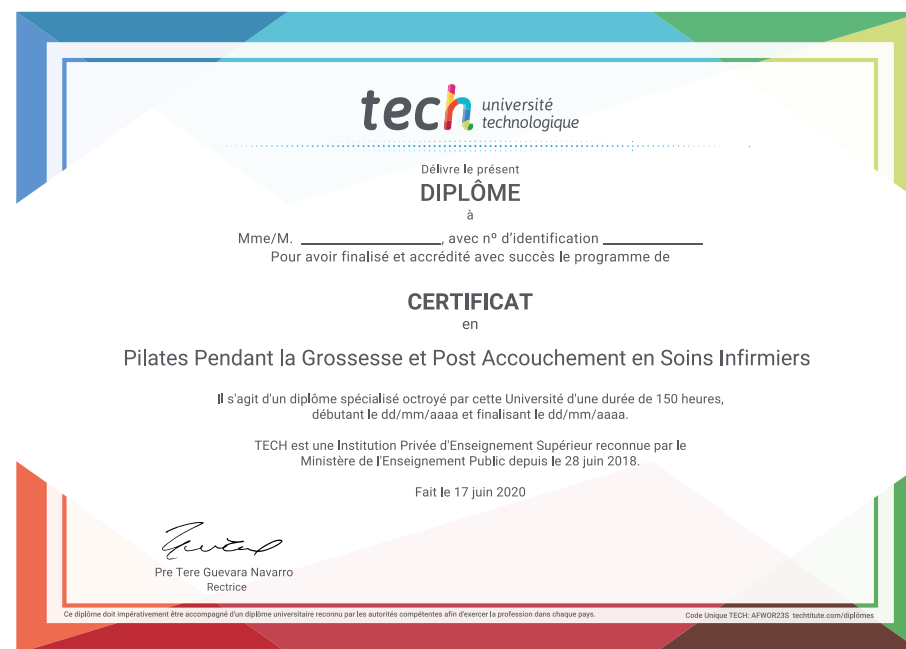 tech université
technologique
Délivre le présent
DIPLÔME
à
Mme/M. ____________________, avec nº d'identification ______________
Pour avoir finalisé et accrédité avec succès le programme de
CERTIFICAT
en
Pilates Pendant la Grossesse et Post Accouchement en Soins Infirmiers
Il s'agit d'un diplôme spécialisé octroyé par cette Université d'une durée de 150 heures,
débutant le dd/mm/aaaa et finalisant le dd/mm/aaaa.
TECH est une Institution Privée d'Enseignement Supérieur reconnue par le
Ministère de l'Enseignement Public depuis le 28 juin 2018.
Fait le 17 juin 2020
Pre Tere Guevara Navarro
Rectrice
Ce diplôme doit impérativement être accompagné d'un diplôme universitaire reconnu par les autorités compétentes afin d'exercer la profession dans chaque pays.
Code Unique TECH: AFWOR23S techtitute.com/diplômes